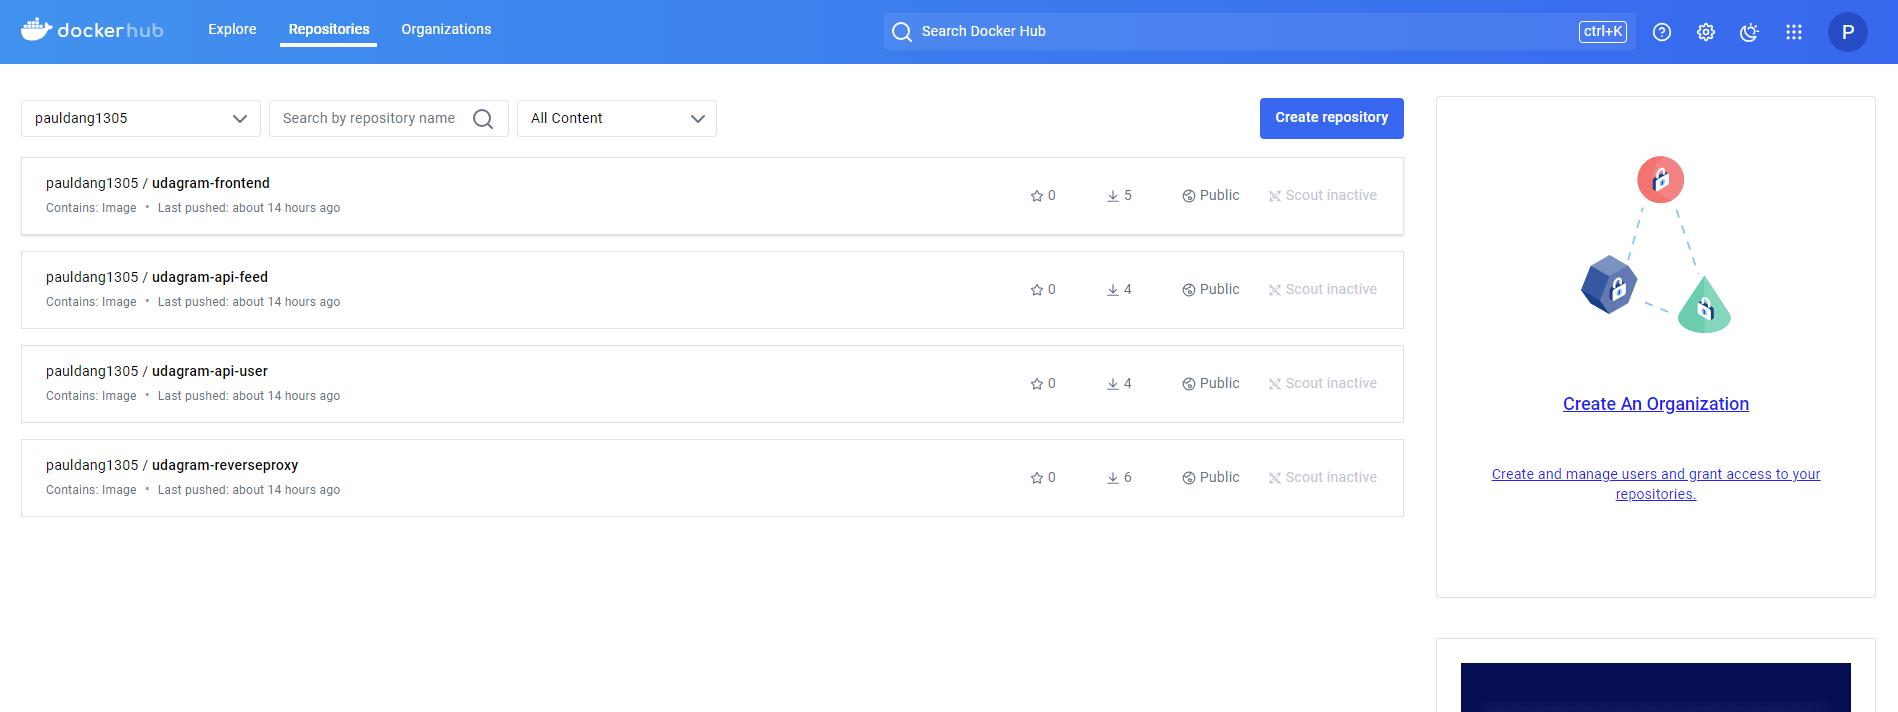 docker hub
Explore
Repositories
Organizations
Search Docker Hub
ctrl+K
P
pauldang1305
Search by repository name
All Content
Create repository
pauldang1305 / udagram-frontend
Contains: Image • Last pushed: about 14 hours ago
0
5
Public
Scout inactive
pauldang1305 / udagram-api-feed
Contains: Image • Last pushed: about 14 hours ago
0
4
Public
Scout inactive
pauldang1305 / udagram-api-user
Contains: Image • Last pushed: about 14 hours ago
0
4
Public
Scout inactive
pauldang1305 / udagram-reverseproxy
Contains: Image • Last pushed: about 14 hours ago
0
6
Public
Scout inactive
Create An Organization
Create and manage users and grant access to your
repositories.